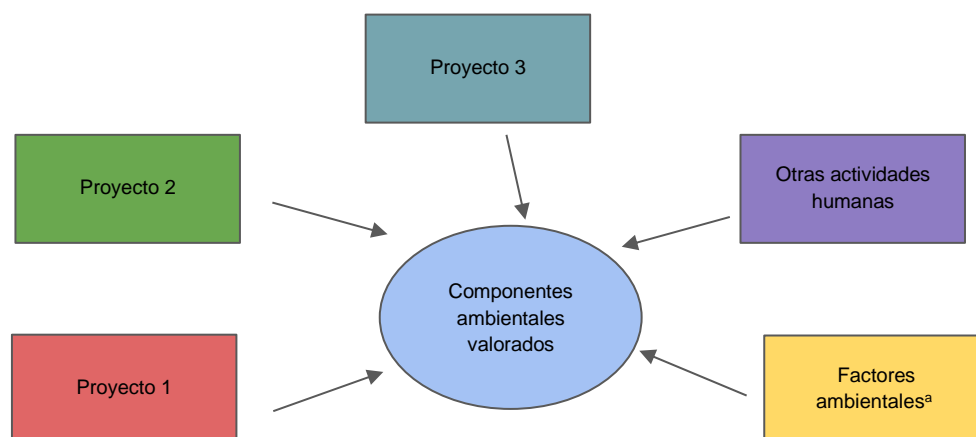 Proyecto 3
Proyecto 2
Otras actividades
humanas
Componentes
ambientales
valorados
Proyecto 1
Factores
ambientalesᵃ